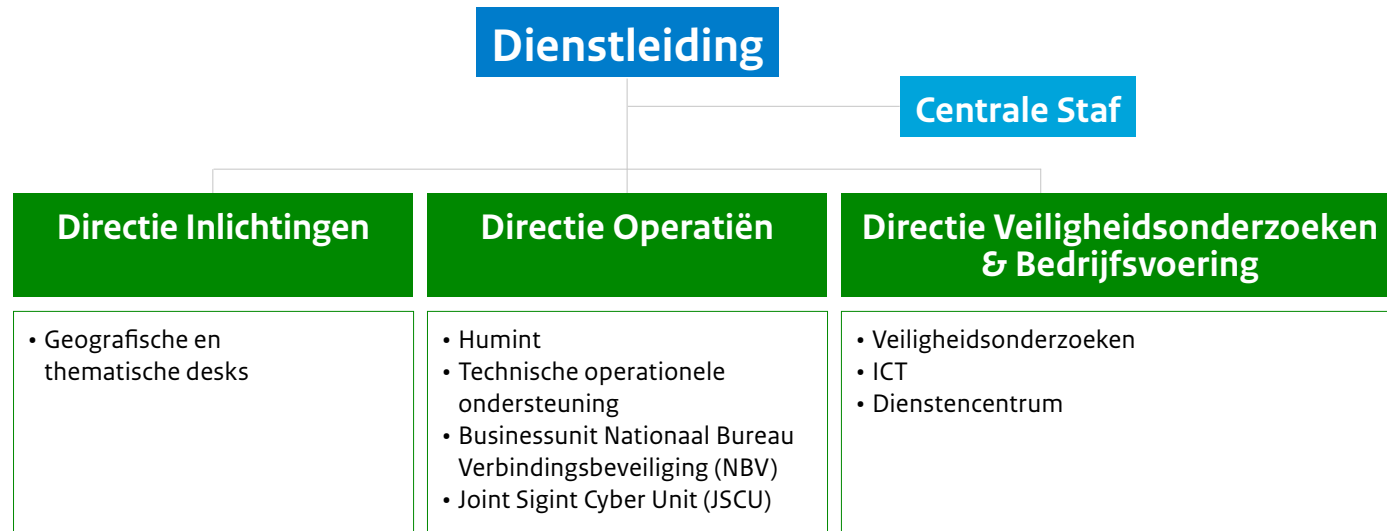 Dienstleiding
Centrale Staf
Directie Inlichtingen
• Geografische en
thematische desks
Directie Operatiën
• Humint
• Technische operationele
ondersteuning
• Businessunit Nationaal Bureau
Verbindingsbeveiliging (NBV)
• Joint Sigint Cyber Unit (JSCU)
Directie Veiligheidsonderzoeken
& Bedrijfsvoering
• Veiligheidsonderzoeken
• ICT
• Dienstencentrum